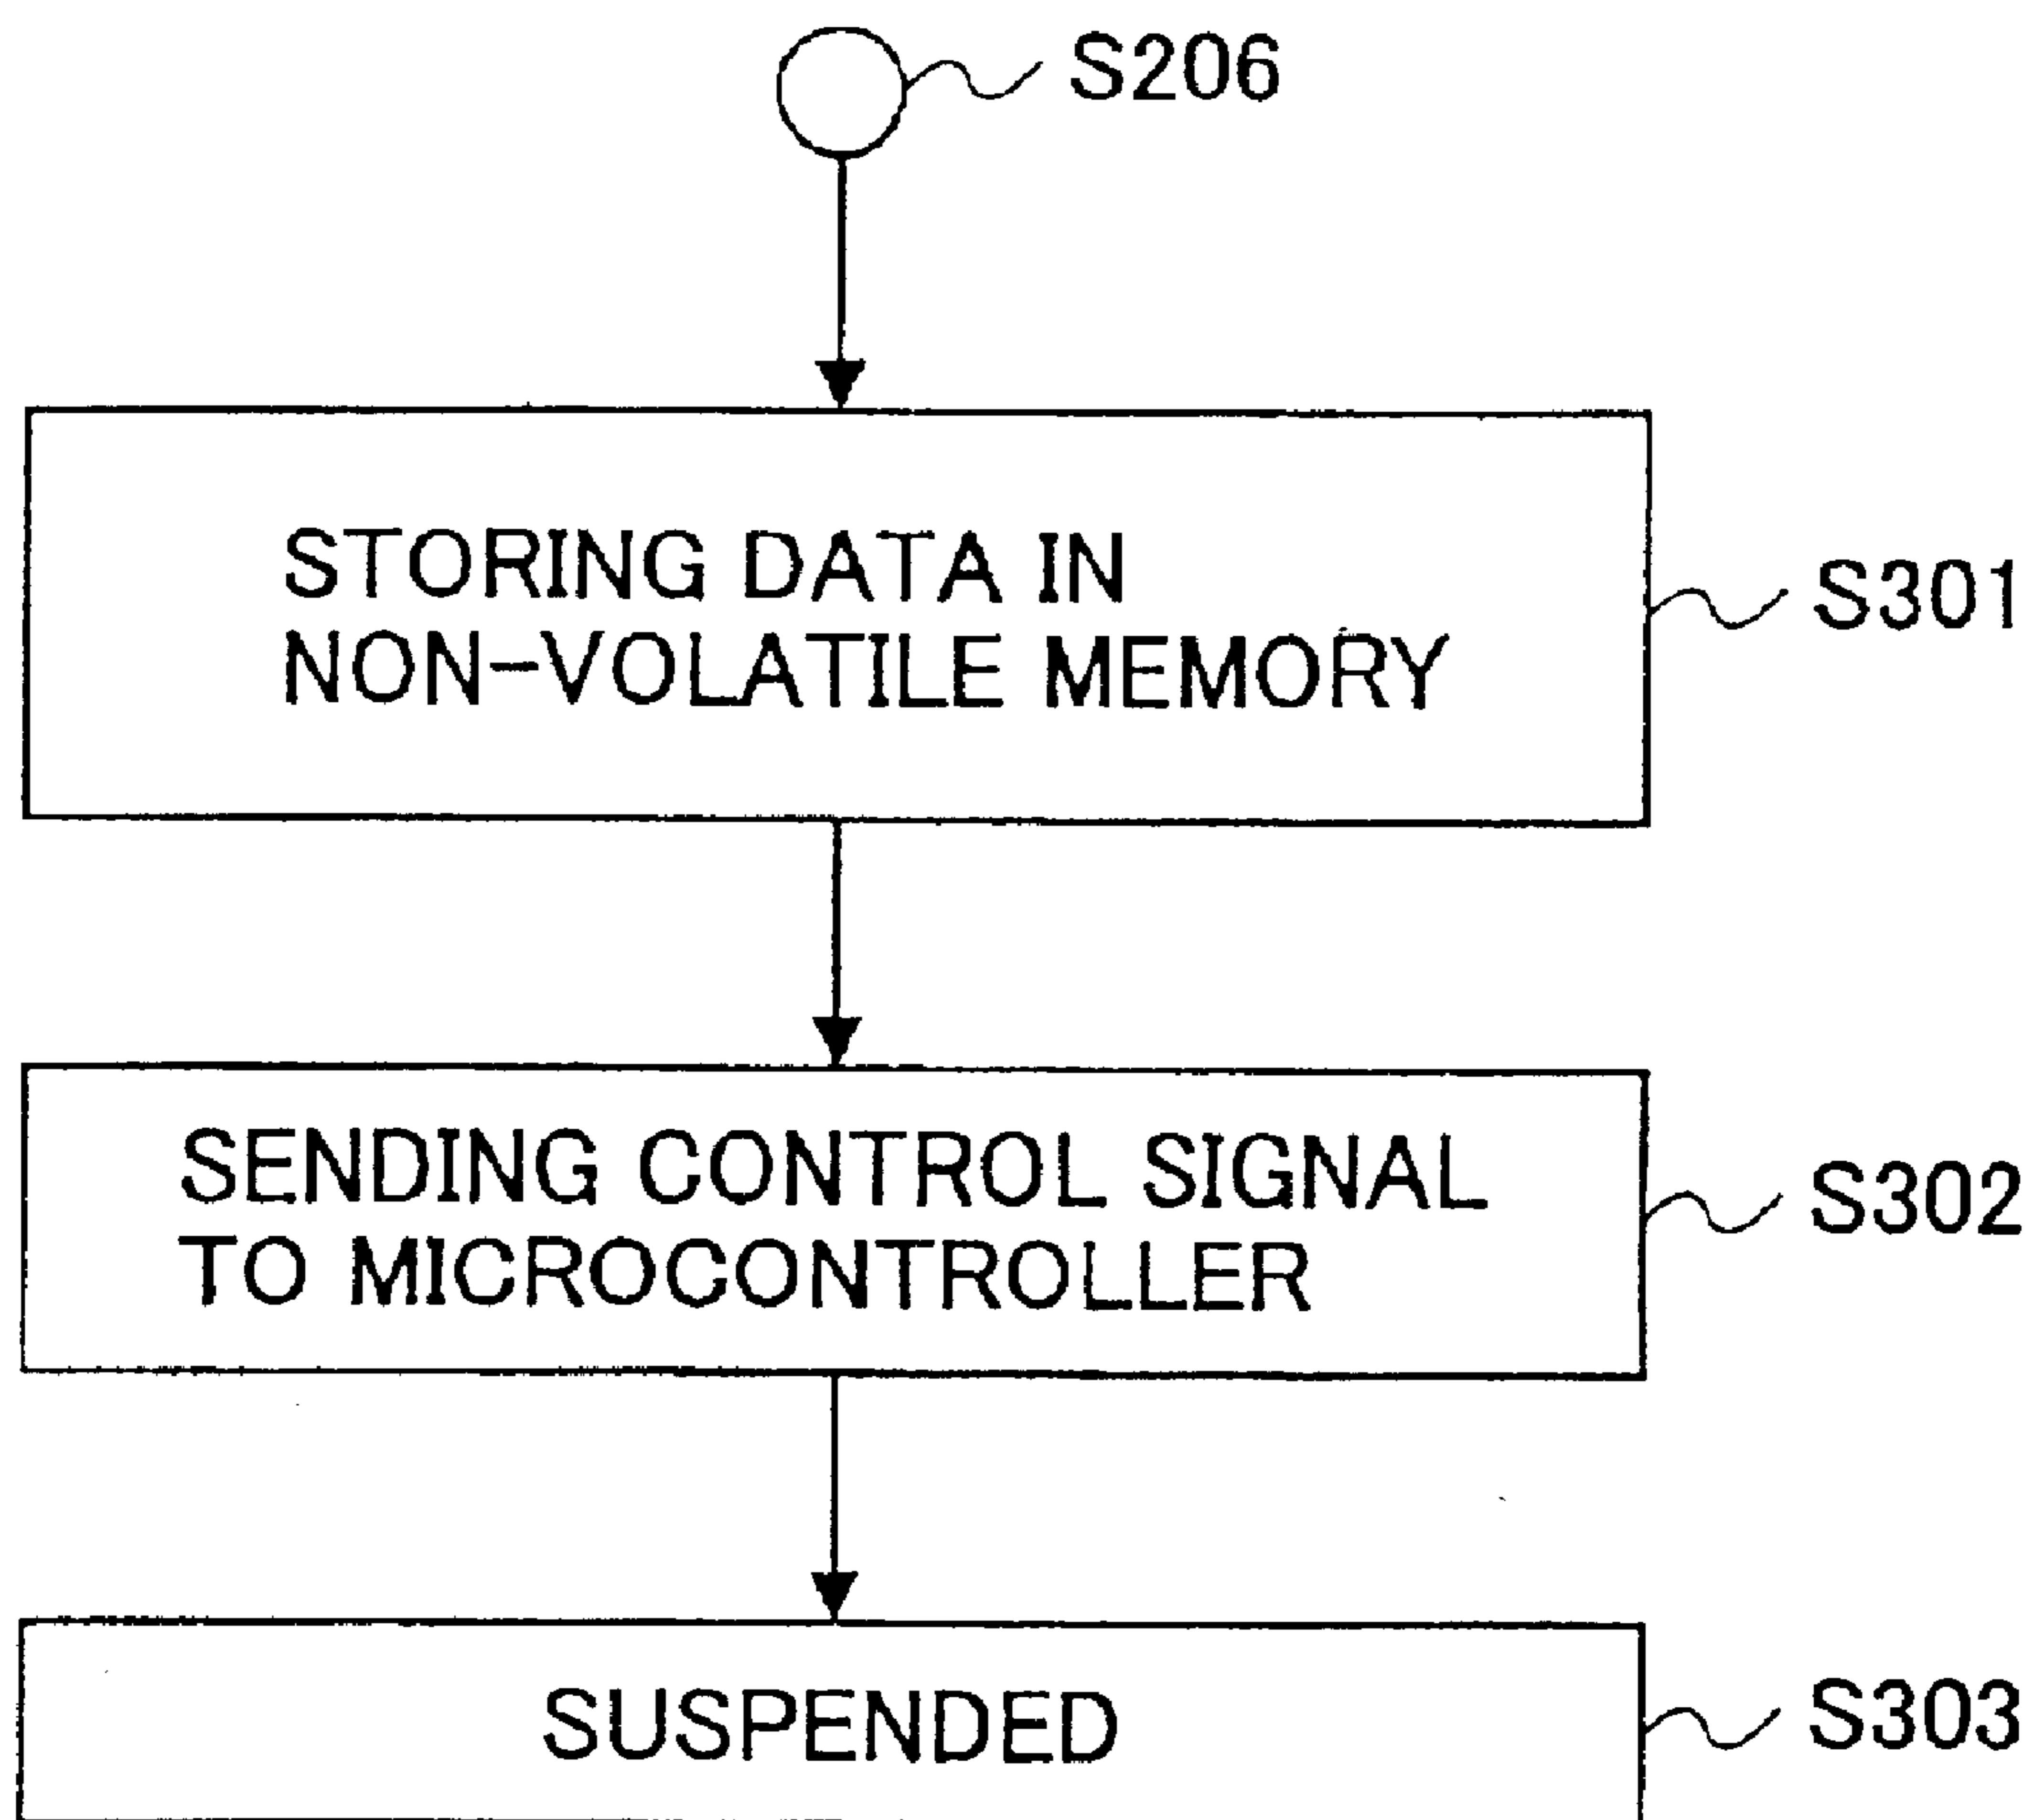 S206
STORING DATA IN
NON-VOLATILE MEMORY
S301
SENDING CONTROL SIGNAL
TO MICROCONTROLLER
S302
SUSPENDED
S303